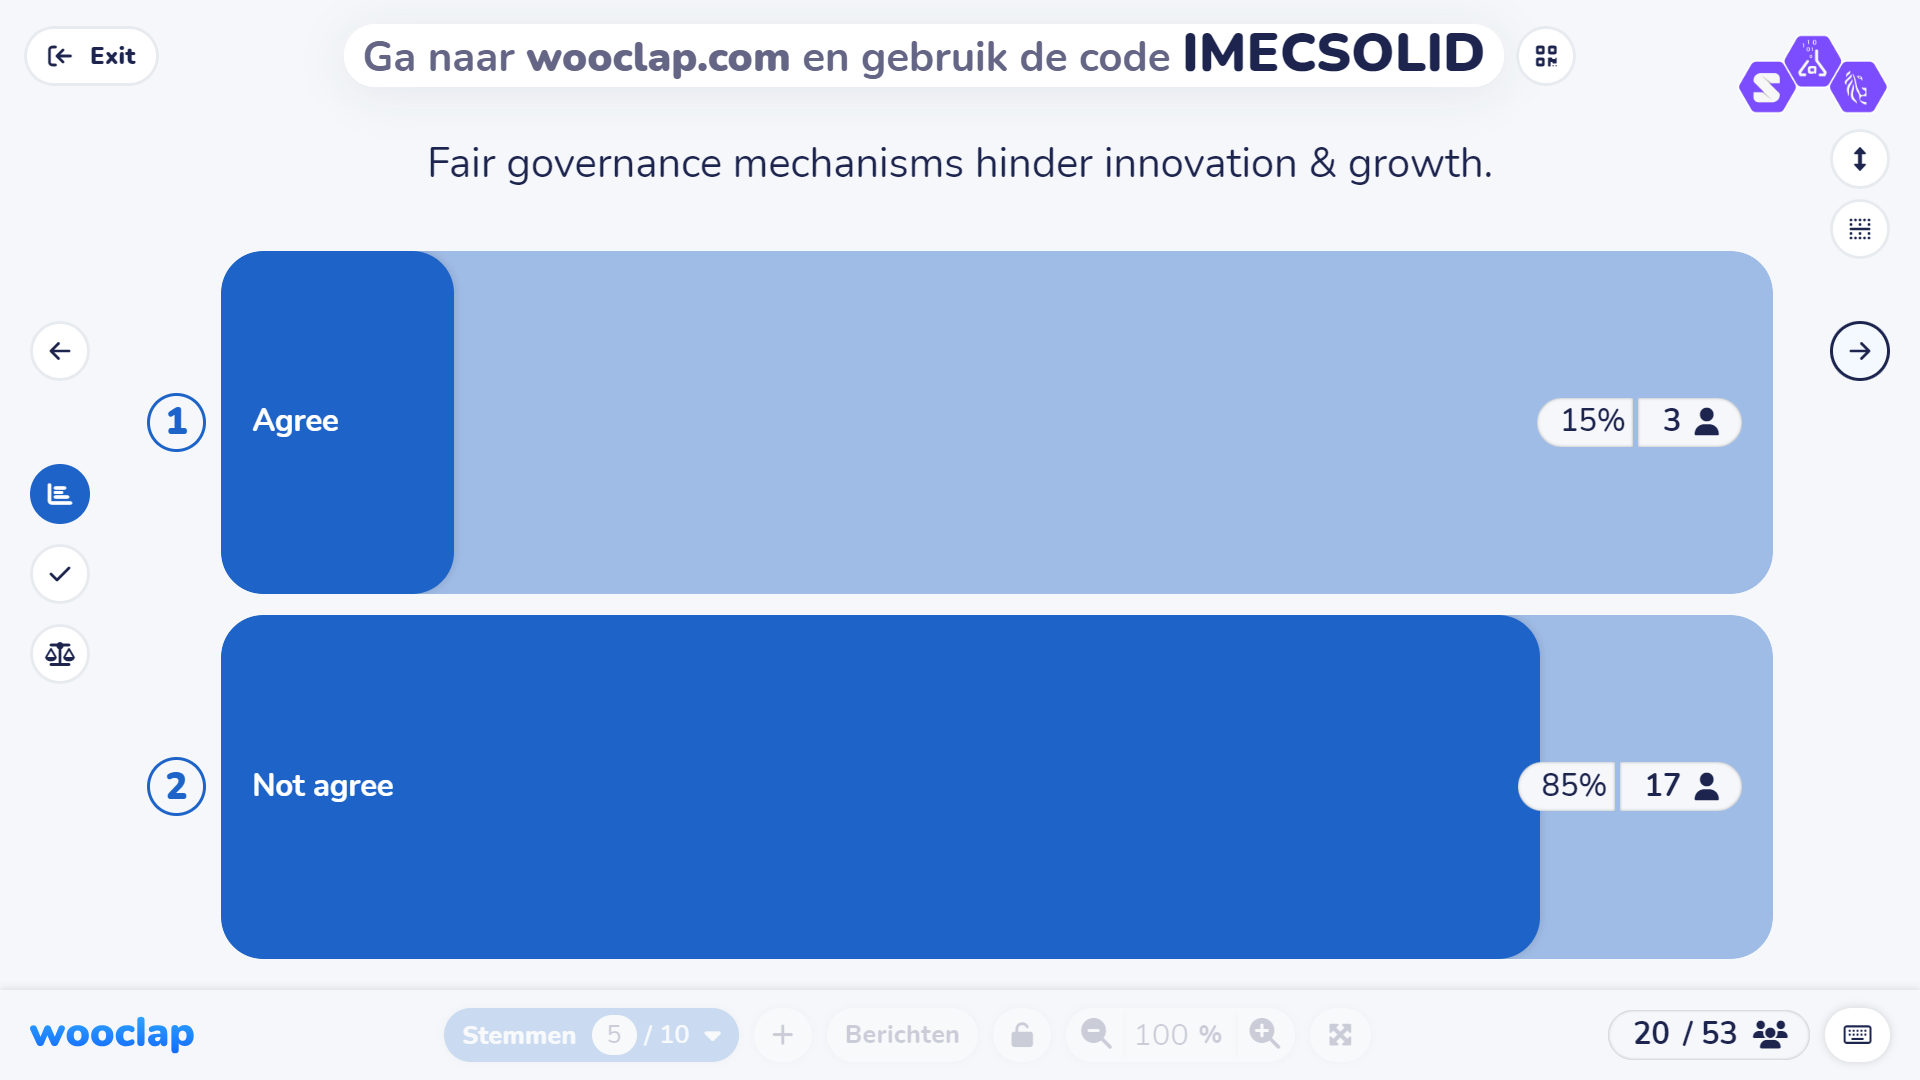 Exit
Ga naar wooclap.com en gebruik de code IMECSOLID
Fair governance mechanisms hinder innovation & growth.
1 Agree 15% 3
2 Not agree 85% 17
wooclap
Stemmen 5 / 10
Berichten
100 %
20 / 53